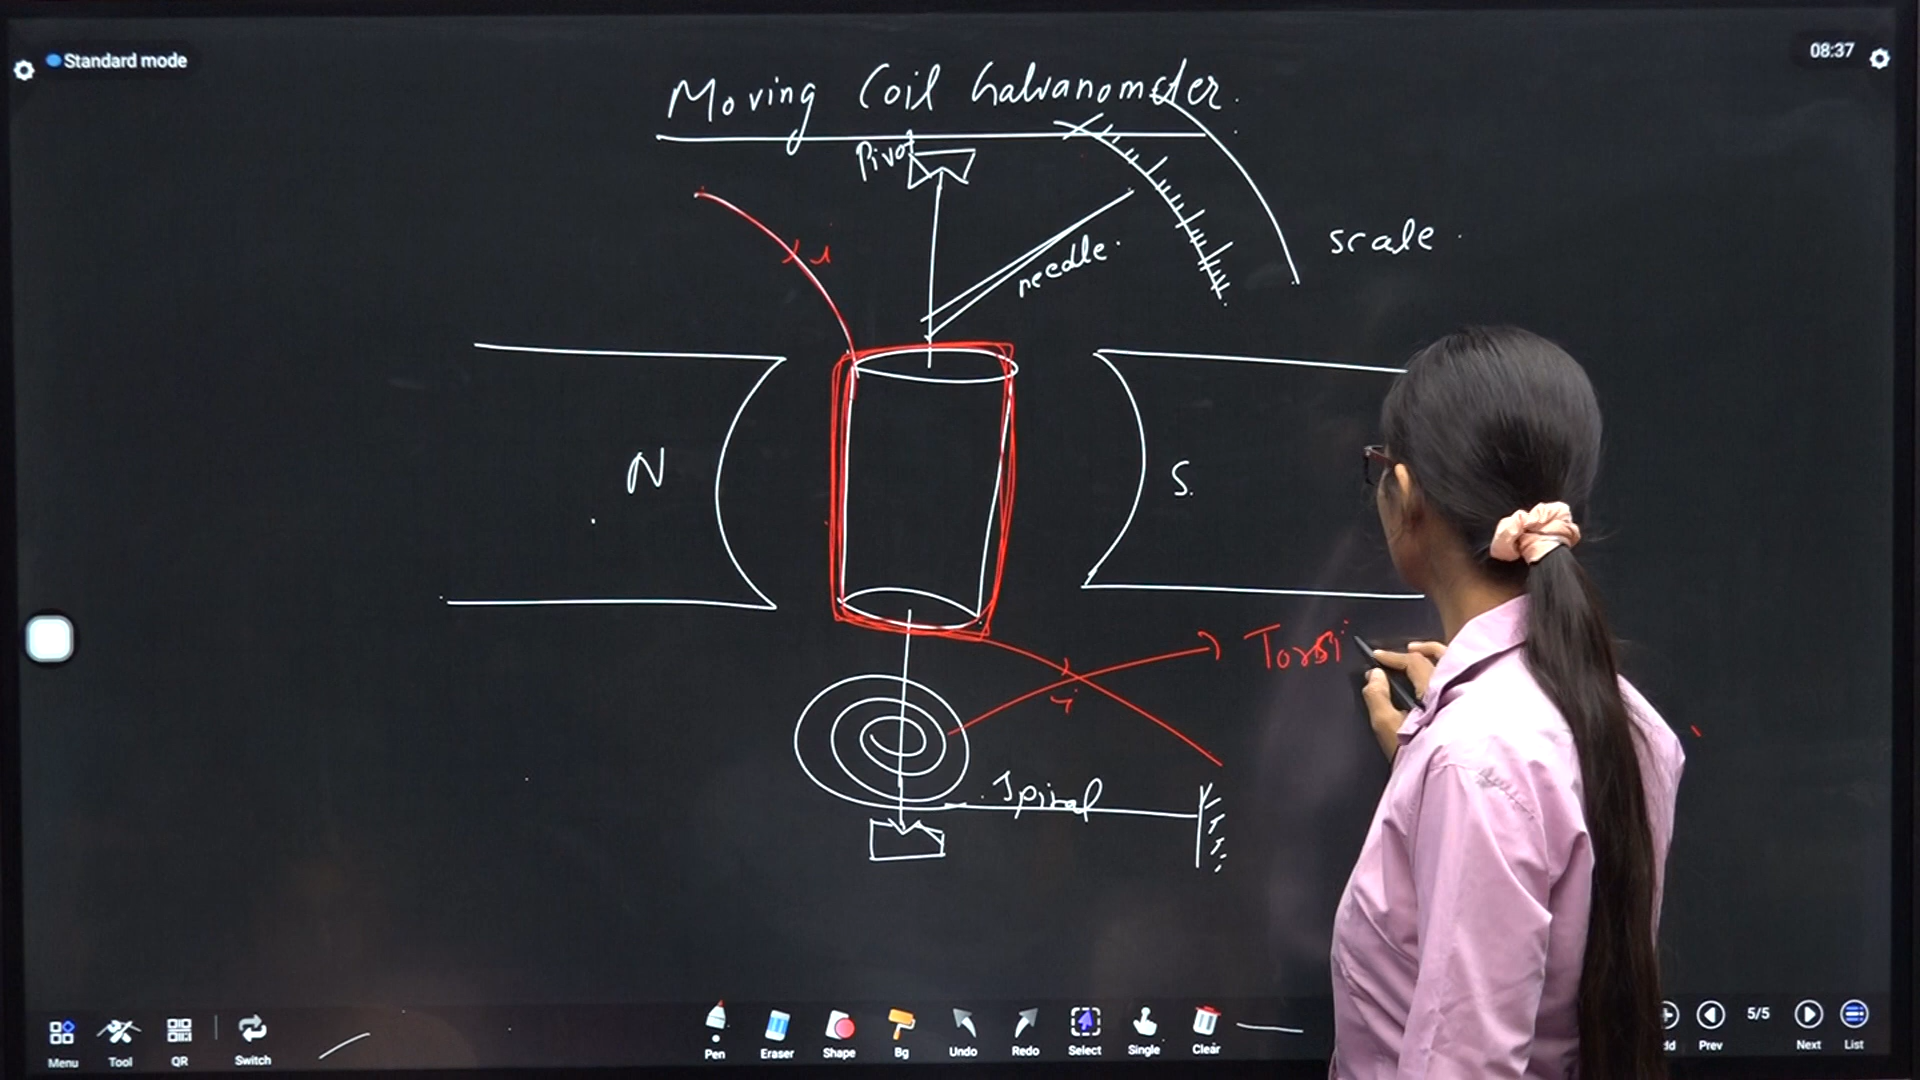 Standard mode
08:37
Moving Coil Galvanometer.
Pivot
needle.
scale
N
S.
Torsi
i
Spiral
Menu
Tool
QR
Switch
Pen
Eraser
Shape
Bg
Undo
Redo
Select
Single
Clear
Prev
5/5
Next
List